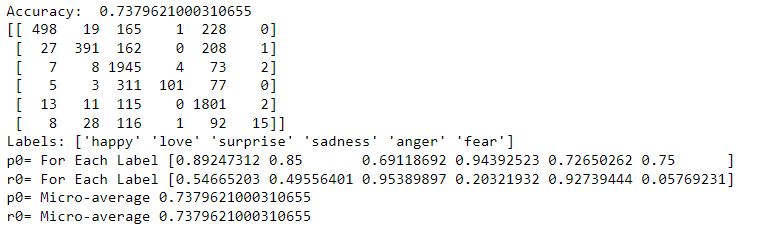 Accuracy:  0.7379621000310655
[[ 498   19  165    1  228    0]
 [  27  391  162    0  208    1]
 [   7    8 1945    4   73    2]
 [   5    3  311  101   77    0]
 [  13   11  115    0 1801    2]
 [   8   28  116    1   92   15]]
Labels: ['happy' 'love' 'surprise' 'sadness' 'anger' 'fear']
p0= For Each Label [0.89247312 0.85       0.69118692 0.94392523 0.72650262 0.75      ]
r0= For Each Label [0.54665203 0.49556401 0.95389897 0.20321932 0.92739444 0.05769231]
p0= Micro-average 0.7379621000310655
r0= Micro-average 0.7379621000310655